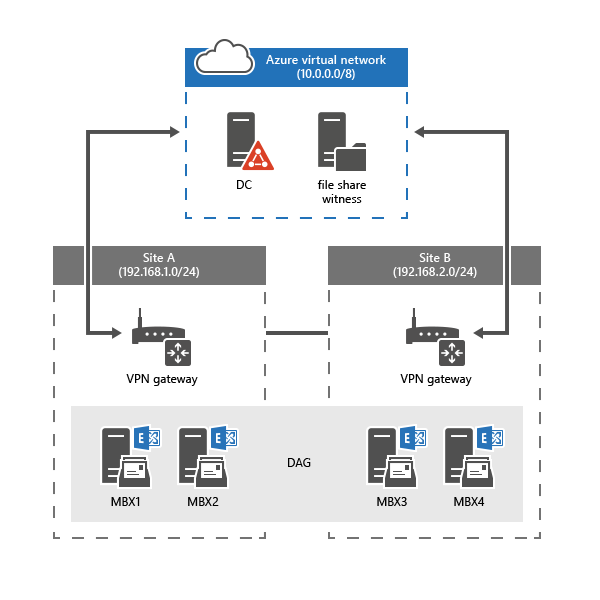 Azure virtual network
(10.0.0.0/8)
DC
file share
witness
Site A
(192.168.1.0/24)
Site B
(192.168.2.0/24)
VPN gateway
VPN gateway
E
E
E
E
DAG
MBX1
MBX2
MBX3
MBX4